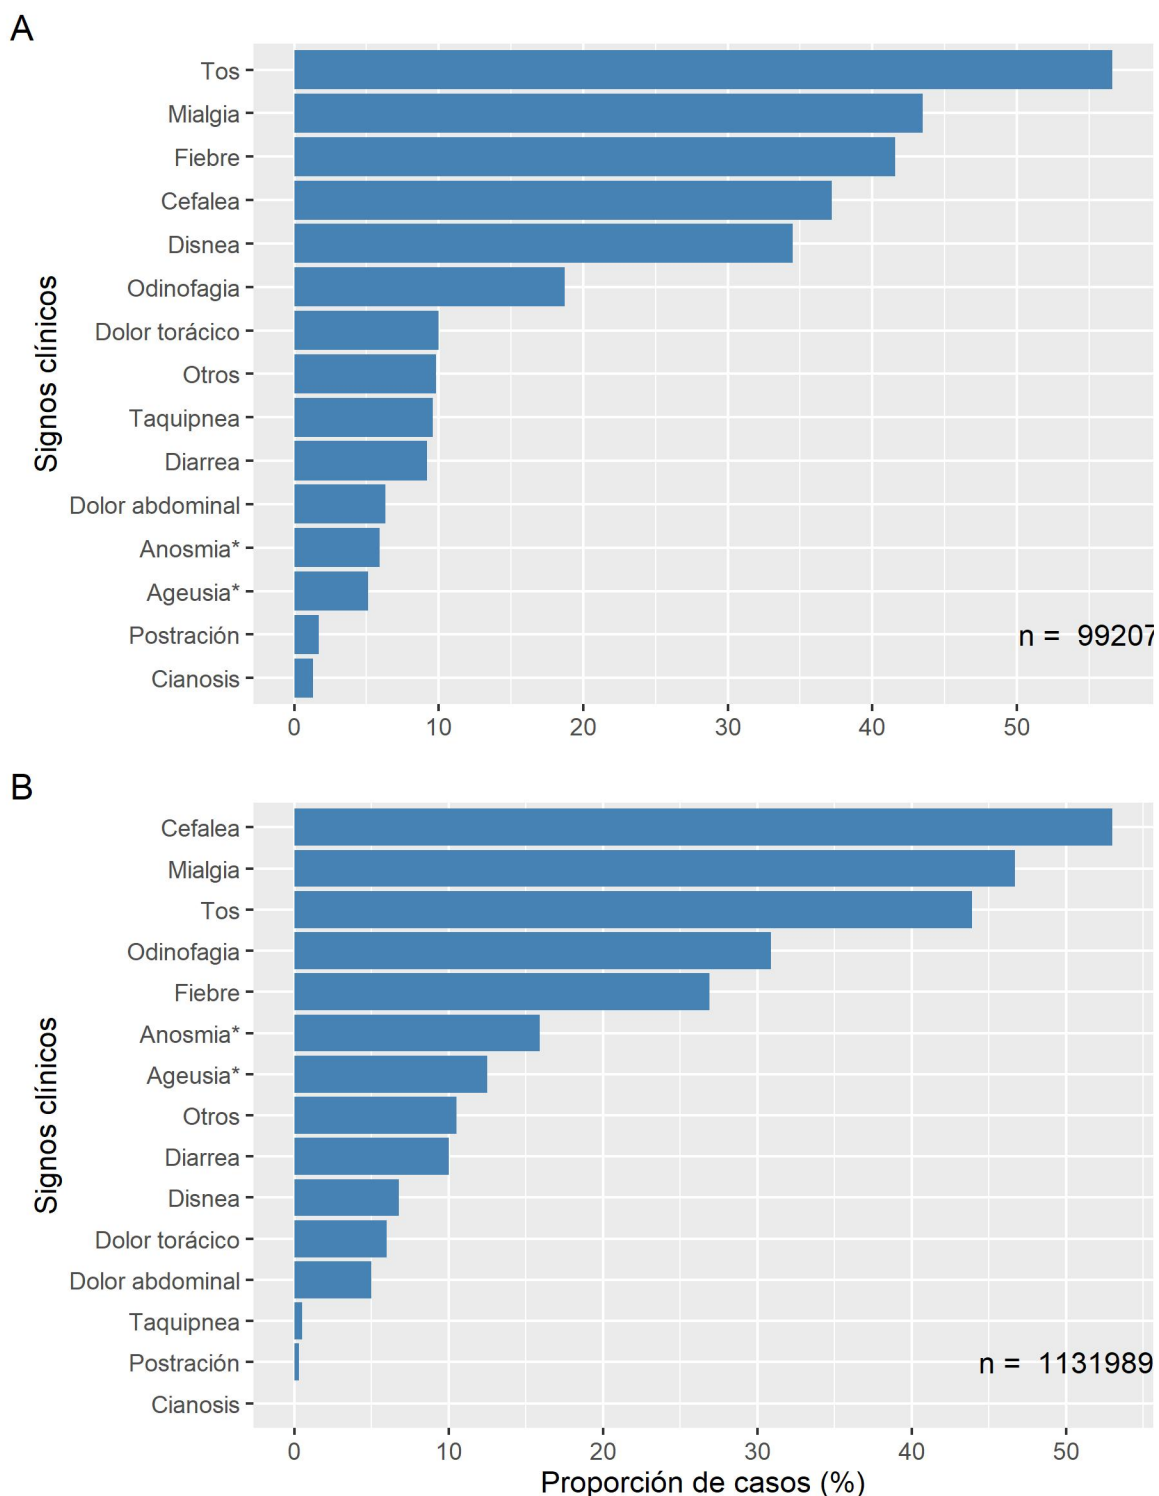 A
Signos clínicos
Tos
Mialgia
Fiebre
Cefalea
Disnea
Odinofagia
Dolor torácico
Otros
Taquipnea
Diarrea
Dolor abdominal
Anosmia*
Ageusia*
Postración
Cianosis
n = 99207
0 10 20 30 40 50
B
Signos clínicos
Cefalea
Mialgia
Tos
Odinofagia
Fiebre
Anosmia*
Ageusia*
Otros
Diarrea
Disnea
Dolor torácico
Dolor abdominal
Taquipnea
Postración
Cianosis
n = 1131989
0 10 20 30 40 50
Proporción de casos (%)